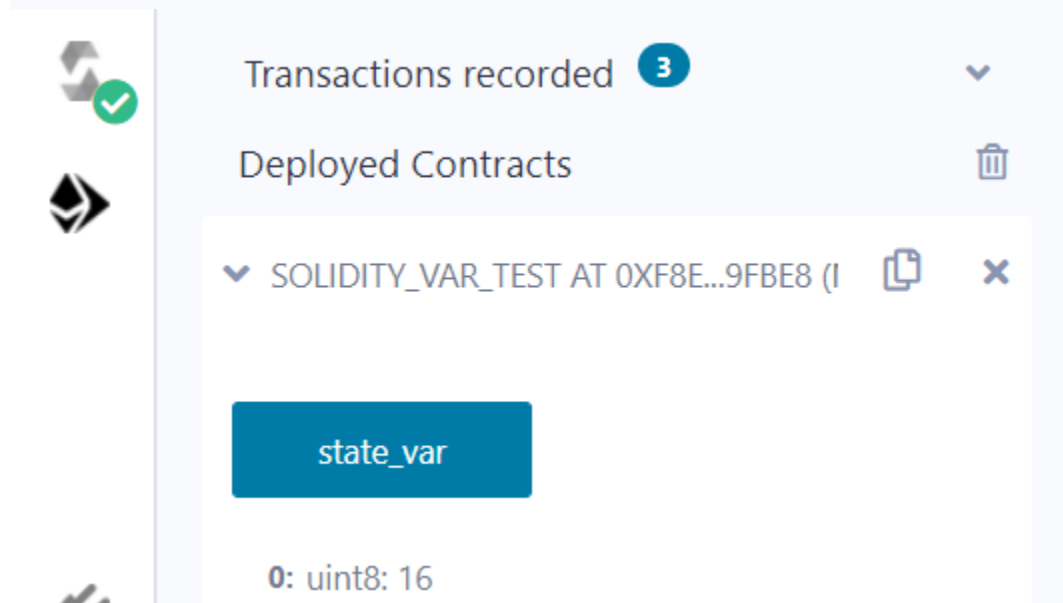 Transactions recorded 3
Deployed Contracts
SOLIDITY_VAR_TEST AT 0XF8E...9FBE8 (
state_var
0: uint8: 16